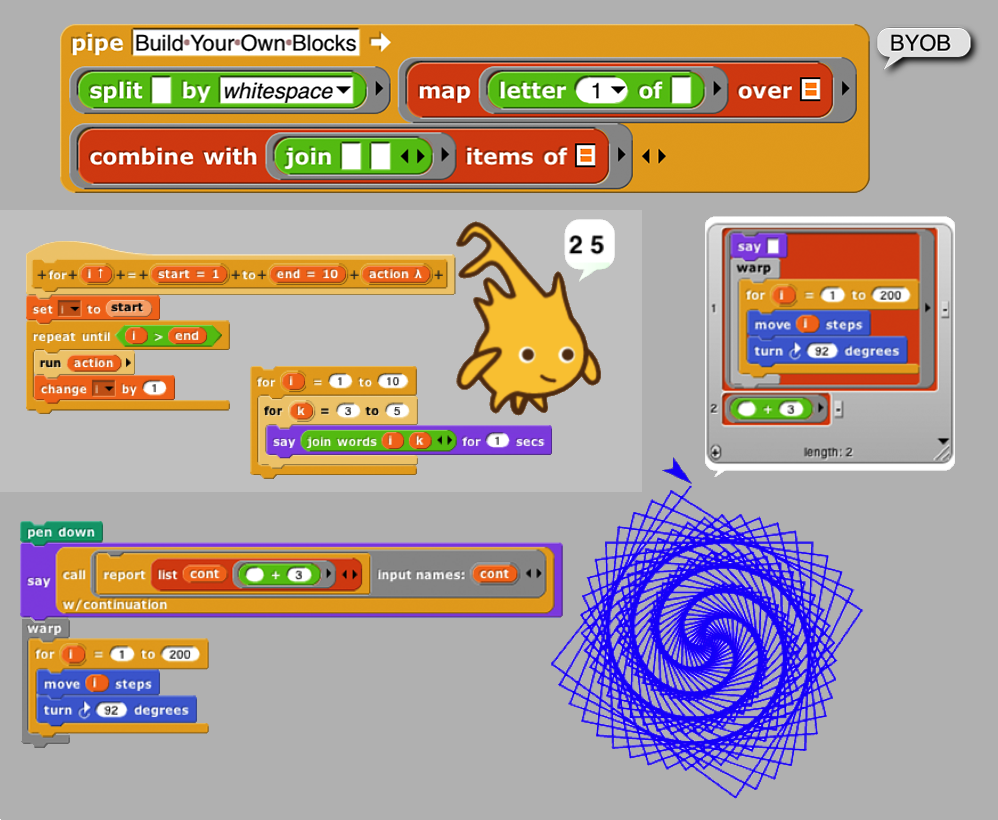 pipe Build·Your·Own·Blocks
BYOB
split by whitespace map letter 1 of over
combine with join items of
+ for + i ↑ + = + start = 1 + to + end = 10 + action λ +
set i to start
repeat until i > end
run action
change i by 1
for i = 1 to 10
for k = 3 to 5
say join words i k for 1 secs
2 5
say
warp
1
for i = 1 to 200
move i steps
turn 92 degrees
2 + 3
length: 2
pen down
say call report list cont + 3 input names: cont
w/continuation
warp
for i = 1 to 200
move i steps
turn 92 degrees